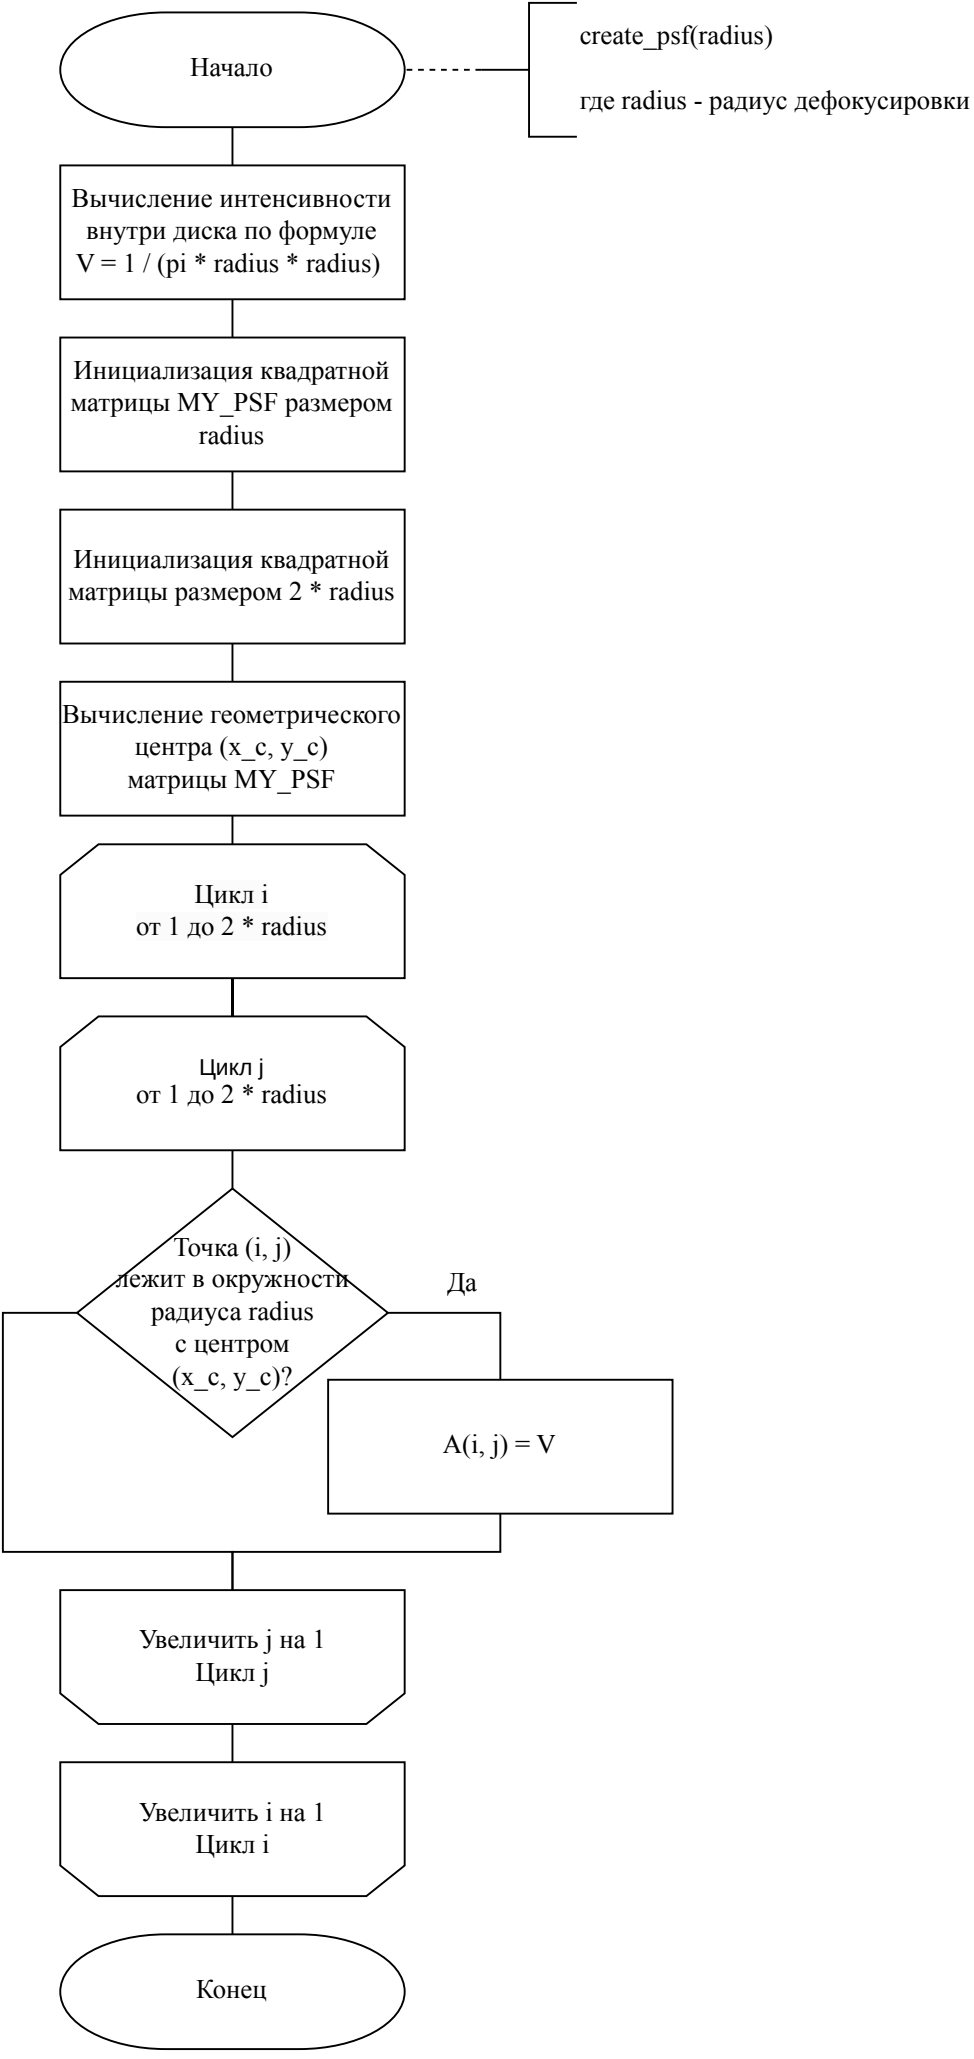 Начало
create_psf(radius)
где radius - радиус дефокусировки
Вычисление интенсивности
внутри диска по формуле
V = 1 / (pi * radius * radius)
Инициализация квадратной
матрицы MY_PSF размером
radius
Инициализация квадратной
матрицы размером 2 * radius
Вычисление геометрического
центра (x_c, y_c)
матрицы MY_PSF
Цикл i
от 1 до 2 * radius
Цикл j
от 1 до 2 * radius
Точка (i, j)
лежит в окружности
радиуса radius
с центром
(x_c, y_c)?
Да
A(i, j) = V
Увеличить j на 1
Цикл j
Увеличить i на 1
Цикл i
Конец